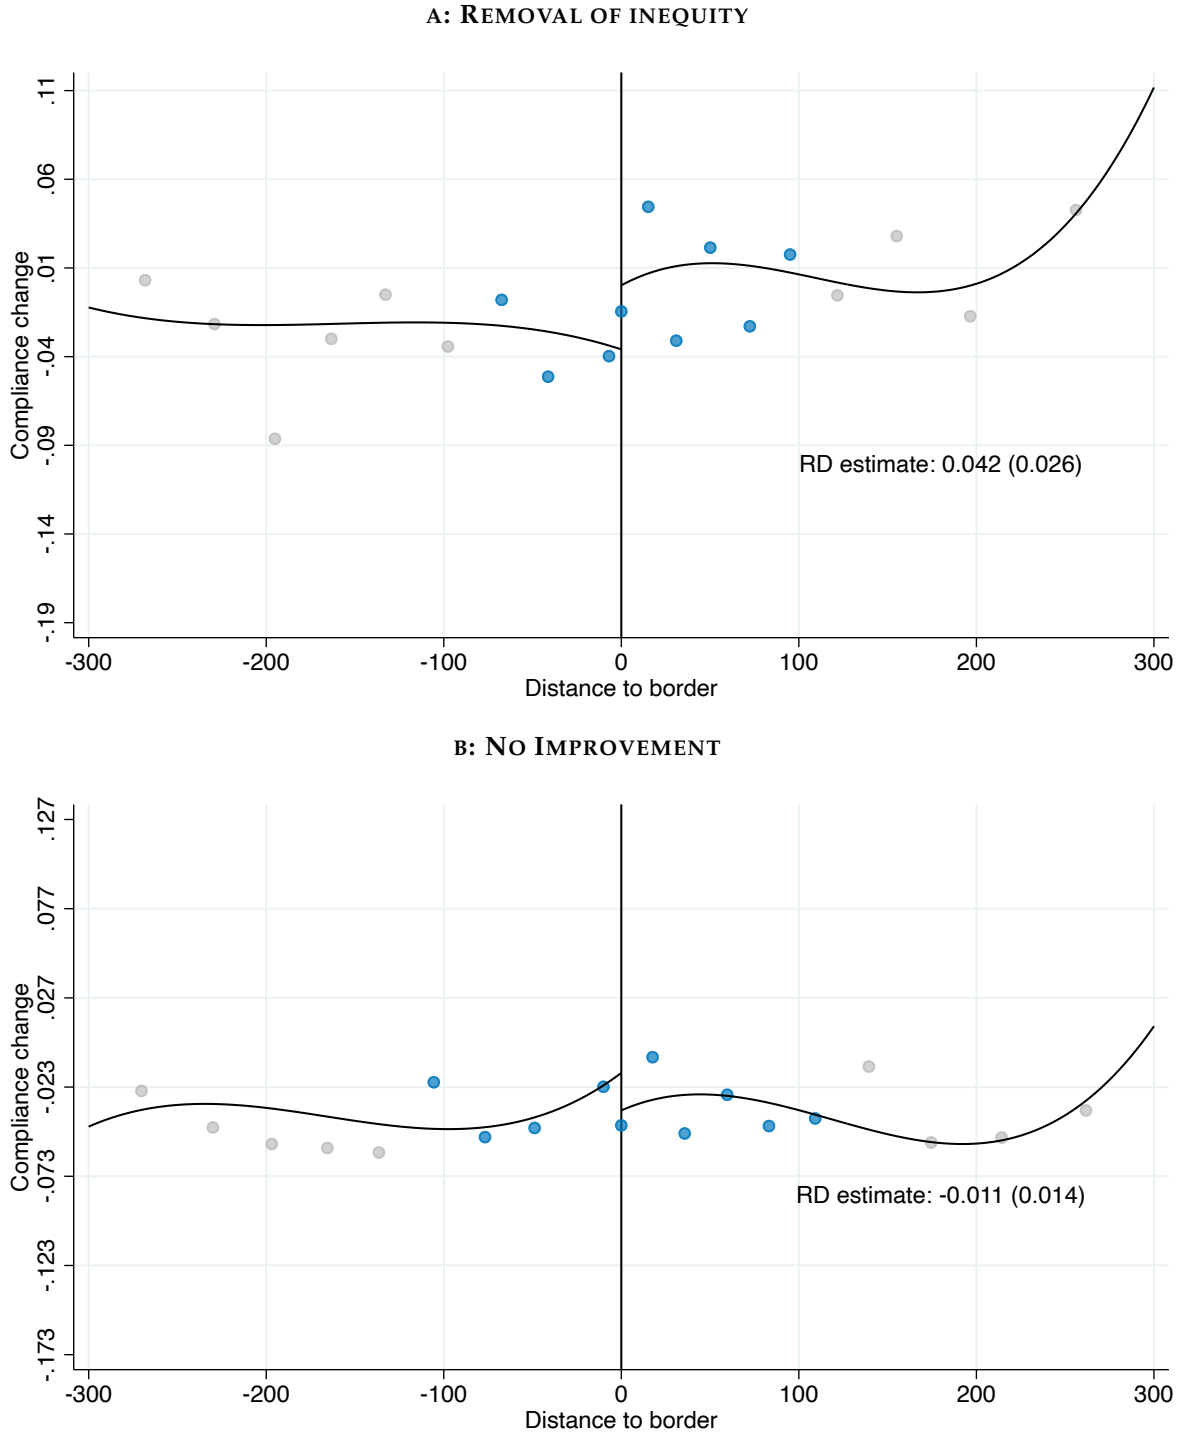 A: REMOVAL OF INEQUITY
.11
.06
.01
-.04
-.09
-.14
-.19
Compliance change
RD estimate: 0.042 (0.026)
-300 -200 -100 0 100 200 300
Distance to border
B: NO IMPROVEMENT
.127
.077
.027
-.023
-.073
-.123
-.173
Compliance change
RD estimate: -0.011 (0.014)
-300 -200 -100 0 100 200 300
Distance to border